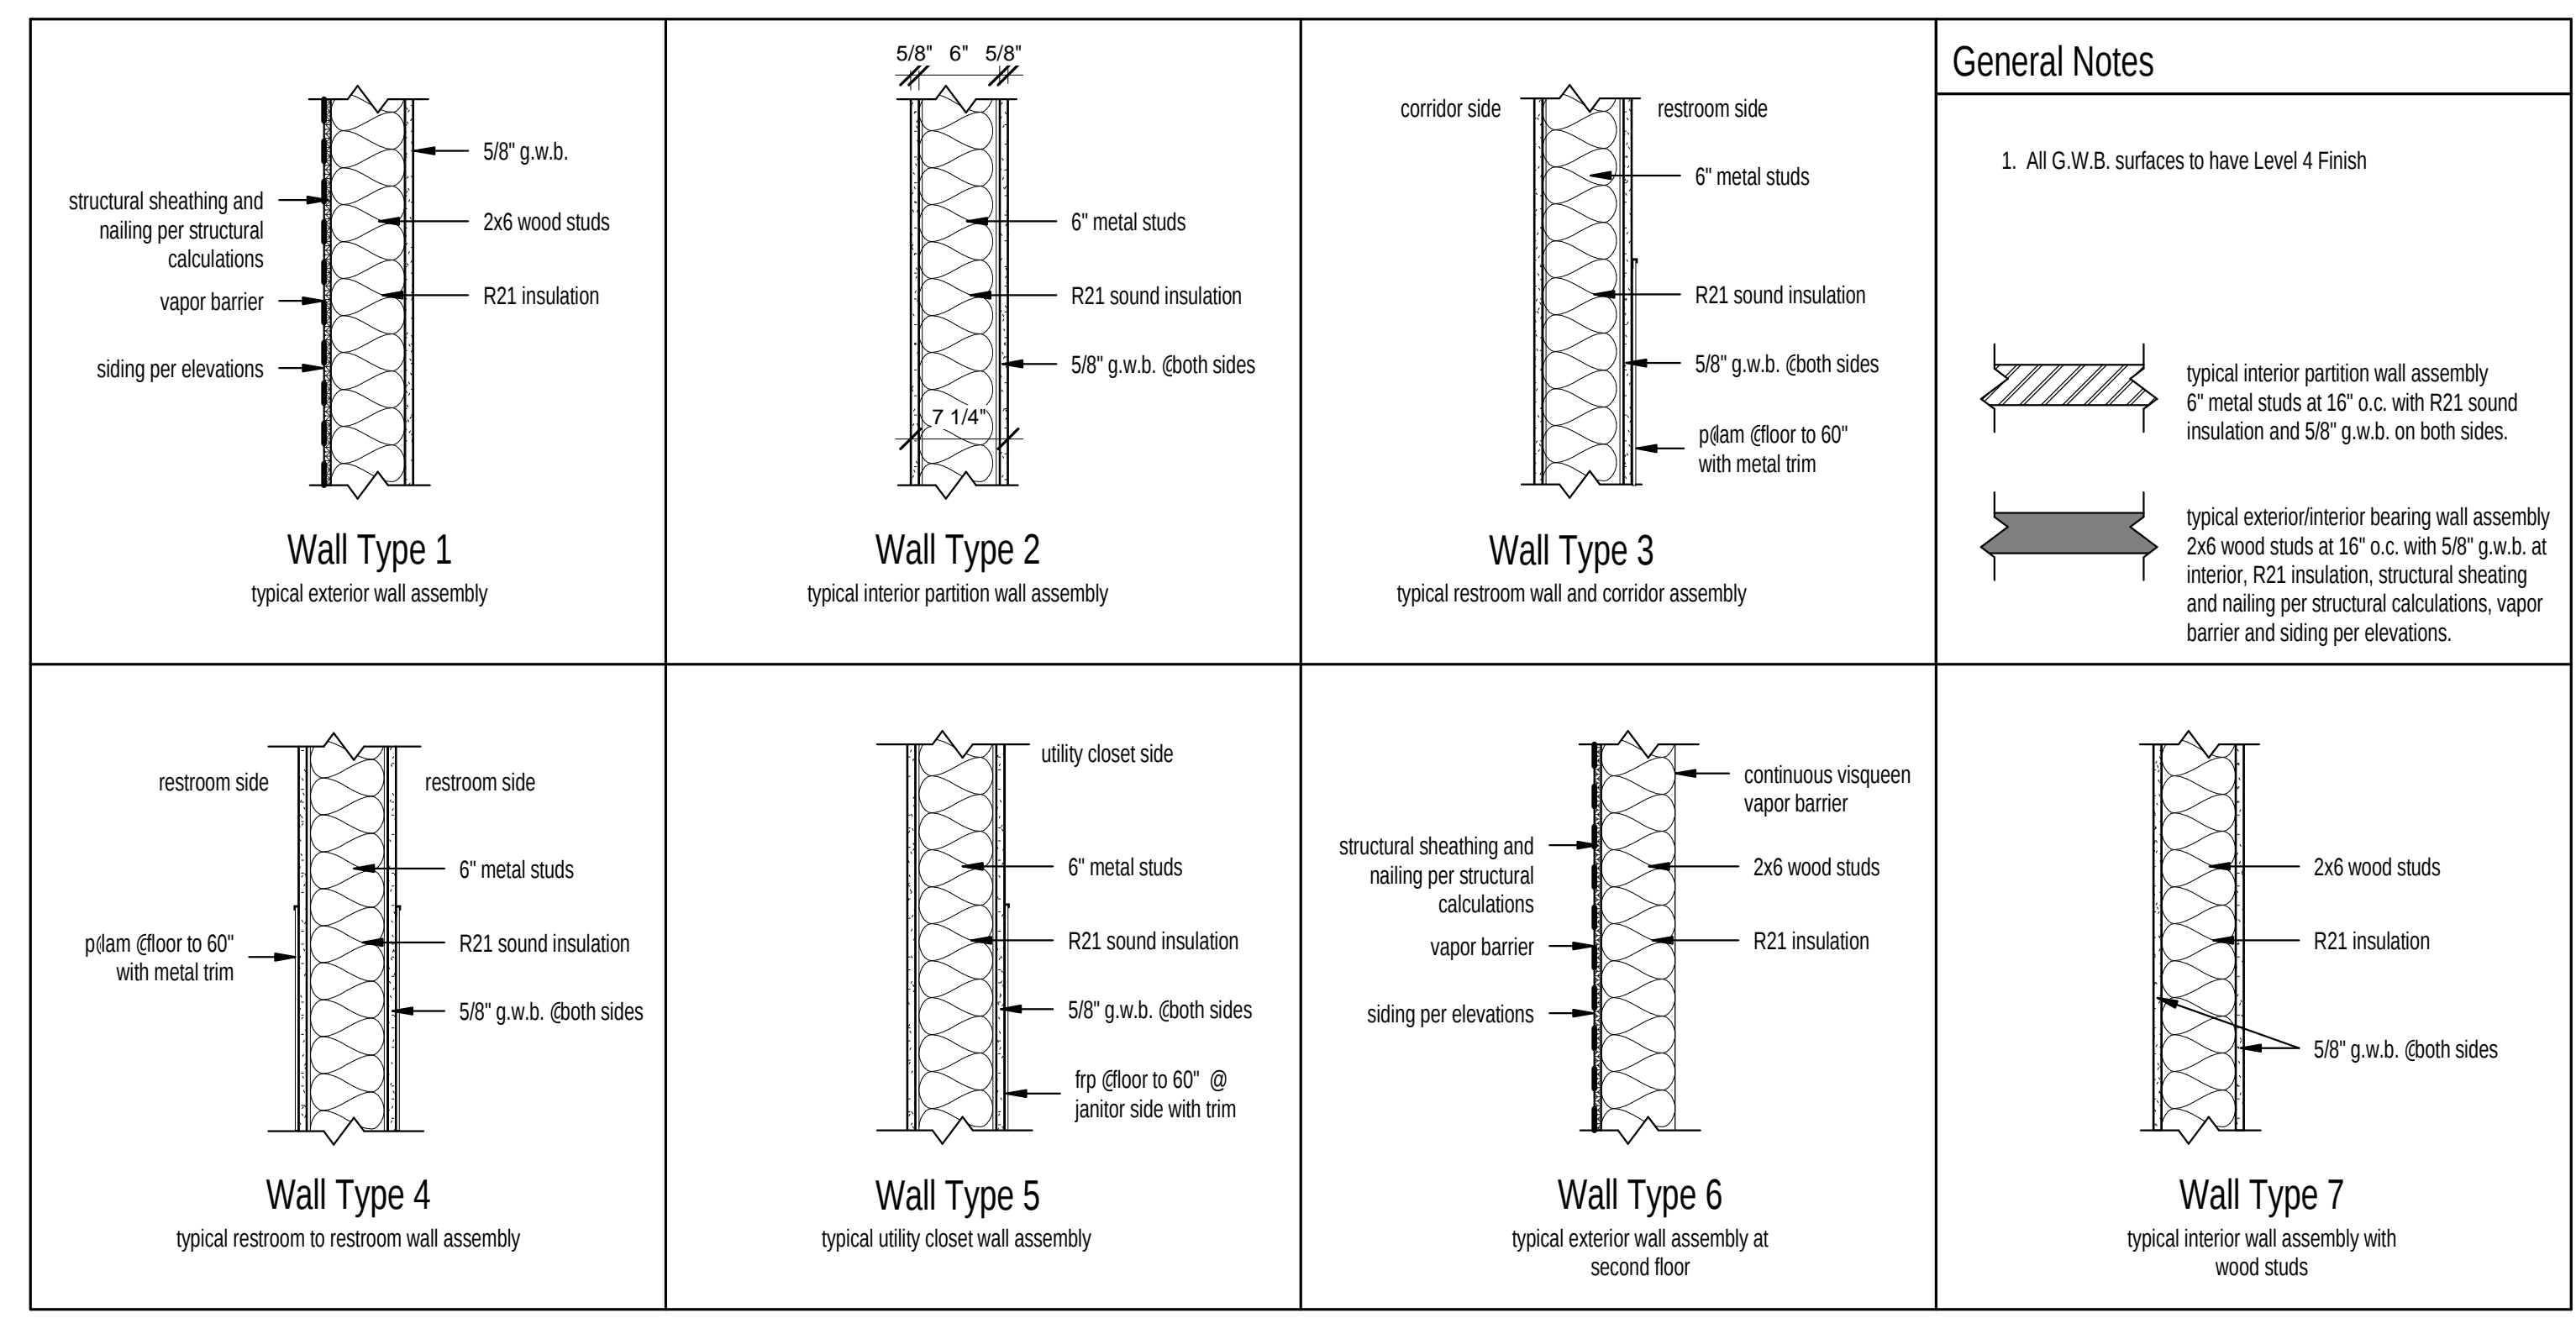 5/8" 6" 5/8"
5/8" g.w.b.
structural sheathing and
nailing per structural
calculations
2x6 wood studs
vapor barrier
R21 insulation
siding per elevations
Wall Type 1
typical exterior wall assembly
6" metal studs
R21 sound insulation
5/8" g.w.b. @both sides
7 1/4"
Wall Type 2
typical interior partition wall assembly
corridor side
restroom side
6" metal studs
R21 sound insulation
5/8" g.w.b. @both sides
p@lam @floor to 60"
with metal trim
Wall Type 3
typical restroom wall and corridor assembly
General Notes
1. All G.W.B. surfaces to have Level 4 Finish
typical interior partition wall assembly
6" metal studs at 16" o.c. with R21 sound
insulation and 5/8" g.w.b. on both sides.
typical exterior/interior bearing wall assembly
2x6 wood studs at 16" o.c. with 5/8" g.w.b. at
interior, R21 insulation, structural sheating
and nailing per structural calculations, vapor
barrier and siding per elevations.
restroom side
restroom side
6" metal studs
p@lam @floor to 60"
with metal trim
R21 sound insulation
5/8" g.w.b. @both sides
Wall Type 4
typical restroom to restroom wall assembly
utility closet side
6" metal studs
R21 sound insulation
5/8" g.w.b. @both sides
frp @floor to 60" @
janitor side with trim
Wall Type 5
typical utility closet wall assembly
continuous visqueen
vapor barrier
structural sheathing and
nailing per structural
calculations
2x6 wood studs
vapor barrier
R21 insulation
siding per elevations
Wall Type 6
typical exterior wall assembly at
second floor
2x6 wood studs
R21 insulation
5/8" g.w.b. @both sides
Wall Type 7
typical interior wall assembly with
wood studs